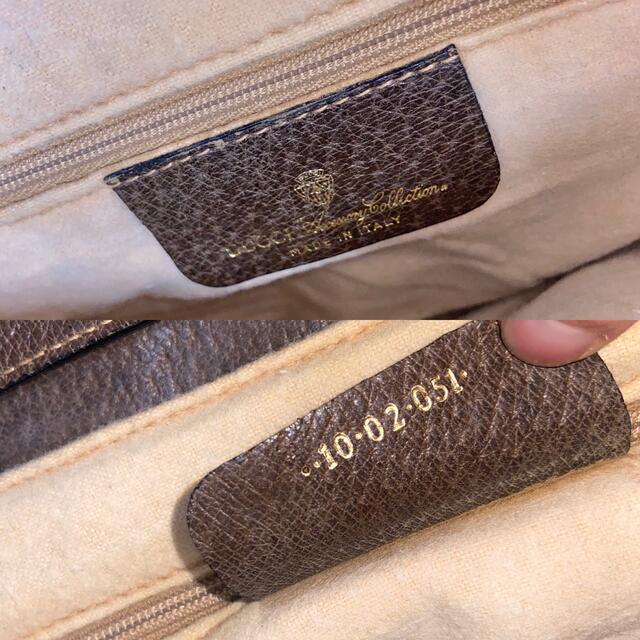 GUCCI Accessory Collection
MADE IN ITALY
10·02·051·